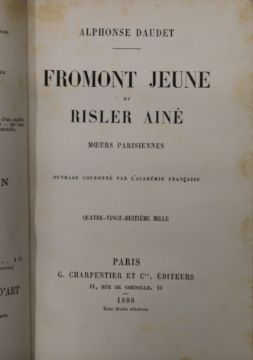 ALPHONSE DAUDET
FROMONT JEUNE
ET
RISLER AINÉ
MŒURS PARISIENNES
OUVRAGE COURONNÉ PAR L'ACADÉMIE FRANÇAISE
QUATRE-VINGT-HUITIÈME MILLE
PARIS
G. CHARPENTIER ET Cie, ÉDITEURS
11, RUE DE GRENELLE, 11
1888
Tous droits réservés
D'ART